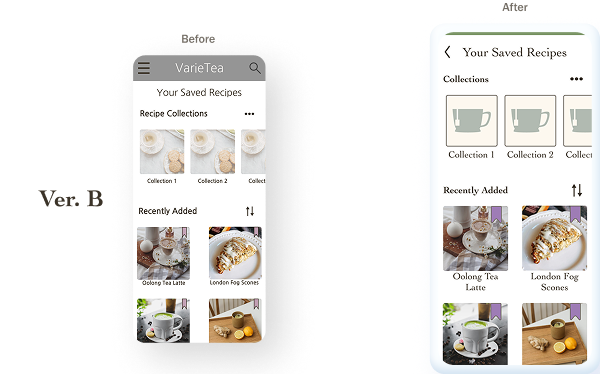 Before
After
Ver. B
VarieTea
Your Saved Recipes
Recipe Collections
Collection 1
Collection 2
Collect
Recently Added
Oolong Tea
Latte
London Fog Scones
Your Saved Recipes
Collections
Collection 1
Collection 2
Collect
Recently Added
Oolong Tea
Latte
London Fog
Scones